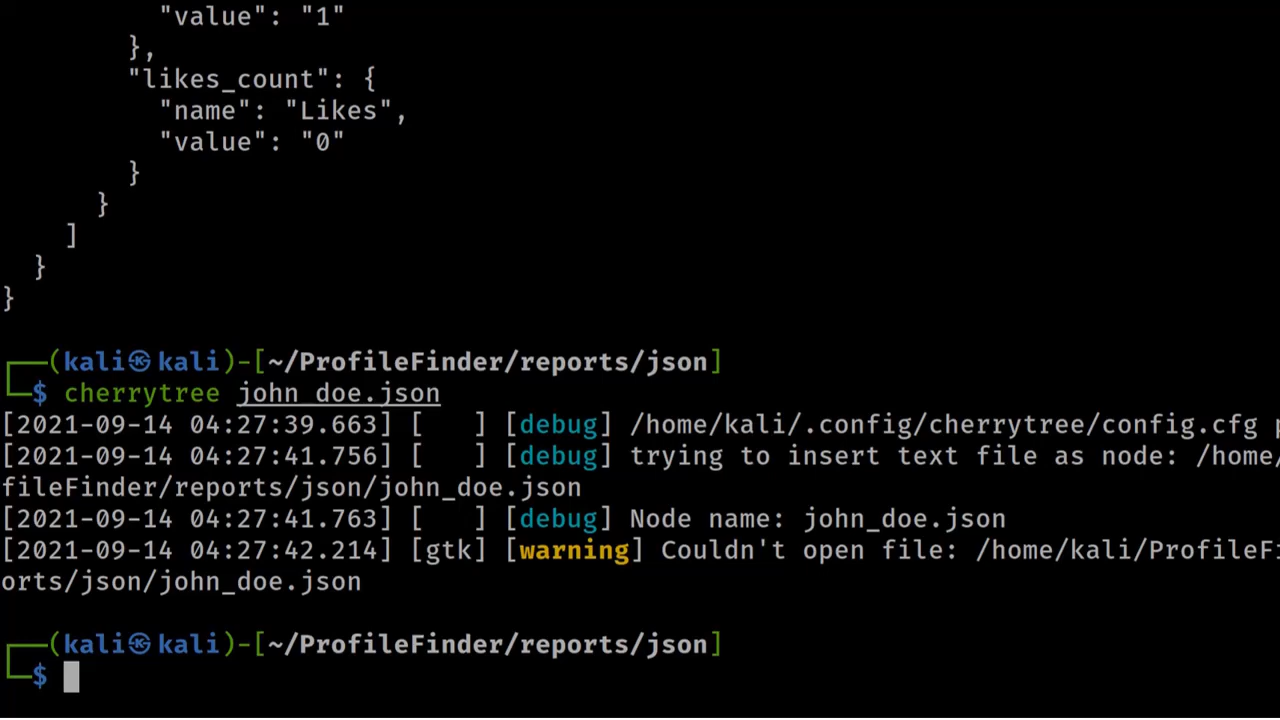 "value": "1"
},
"likes_count": {
"name": "Likes",
"value": "0"
}
}
]
}
}
┌──(kali㉿kali)-[~/ProfileFinder/reports/json]
└─$ cherrytree john_doe.json
[2021-09-14 04:27:39.663] [   ] [debug] /home/kali/.config/cherrytree/config.cfg
[2021-09-14 04:27:41.756] [   ] [debug] trying to insert text file as node: /home/
fileFinder/reports/json/john_doe.json
[2021-09-14 04:27:41.763] [   ] [debug] Node name: john_doe.json
[2021-09-14 04:27:42.214] [gtk] [warning] Couldn't open file: /home/kali/ProfileFi
orts/json/john_doe.json
┌──(kali㉿kali)-[~/ProfileFinder/reports/json]
└─$